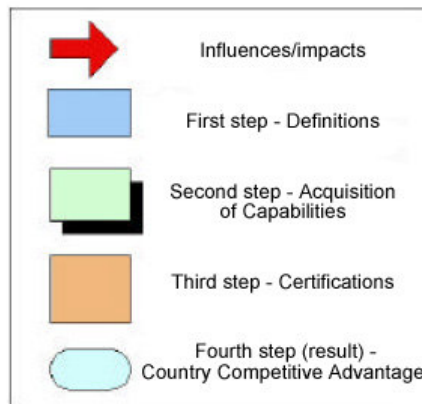 Influences/impacts
First step - Definitions
Second step - Acquisition
of Capabilities
Third step - Certifications
Fourth step (result) -
Country Competitive Advantage